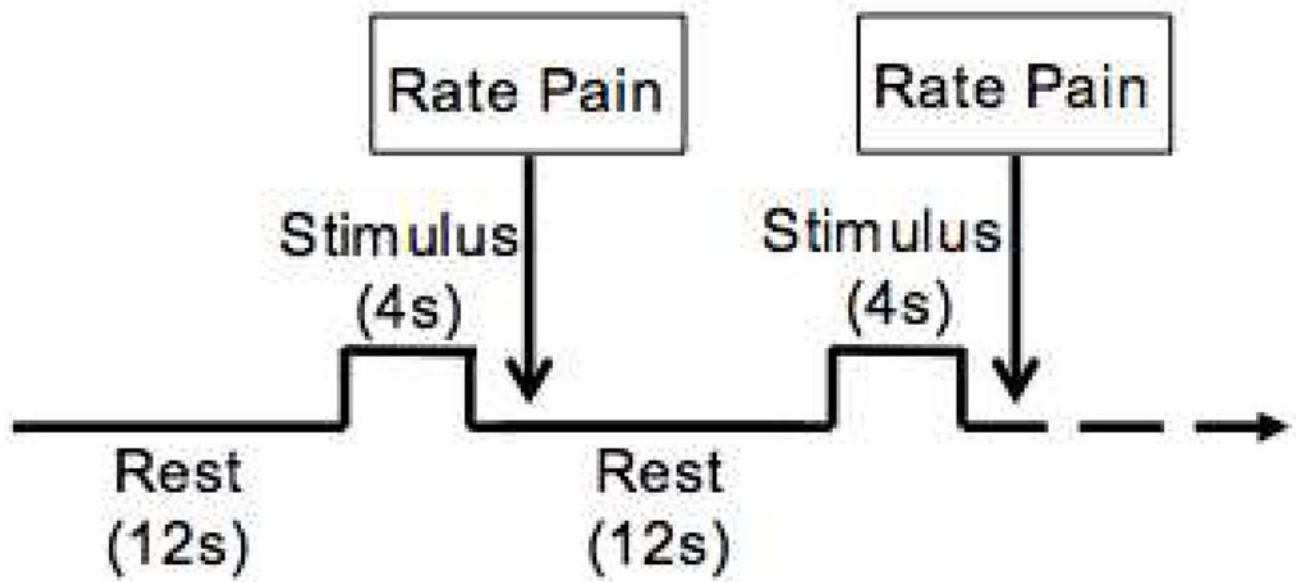 Rate Pain
Rate Pain
Stimulus
(4s)
Stimulus
(4s)
Rest
(12s)
Rest
(12s)